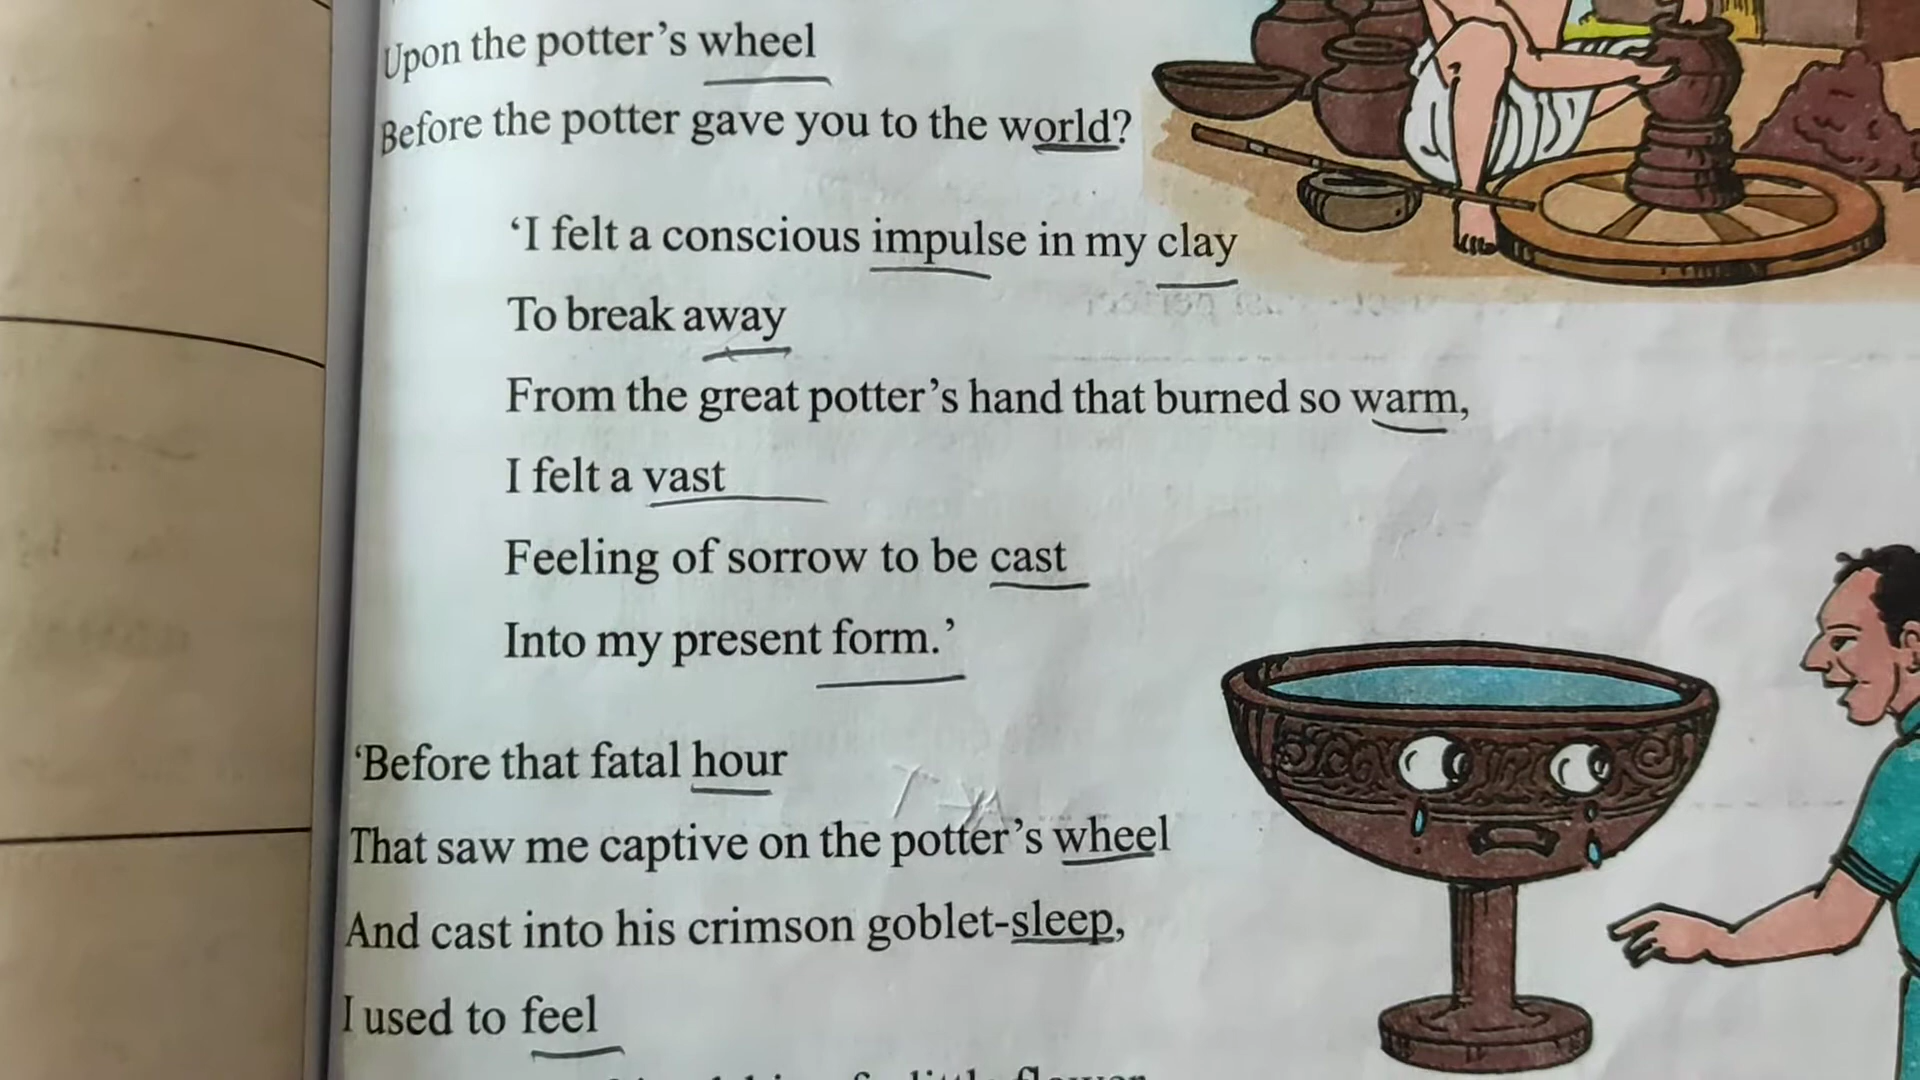 Upon the potter's wheel
Before the potter gave you to the world?
‘I felt a conscious impulse in my clay
To break away
From the great potter's hand that burned so warm,
I felt a vast
Feeling of sorrow to be cast
Into my present form.’
‘Before that fatal hour
That saw me captive on the potter's wheel
And cast into his crimson goblet-sleep,
I used to feel